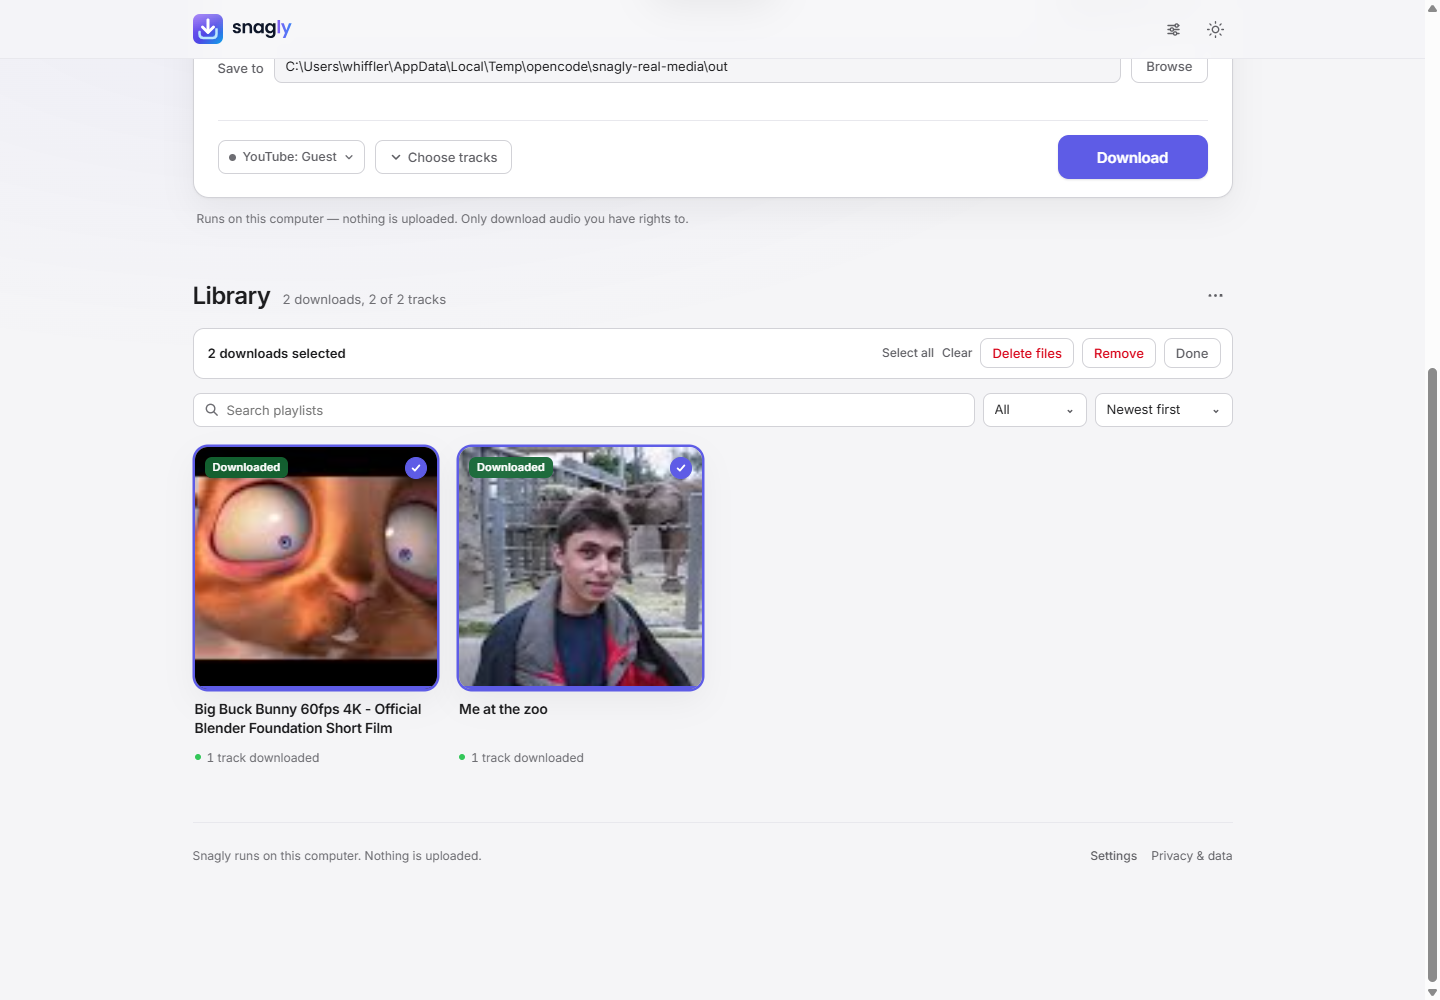 snagly
Save to C:\Users\whiffler\AppData\Local\Temp\opencode\snagly-real-media\out Browse
YouTube: Guest Choose tracks Download
Runs on this computer — nothing is uploaded. Only download audio you have rights to.
Library 2 downloads, 2 of 2 tracks
2 downloads selected Select all Clear Delete files Remove Done
Search playlists All Newest first
Downloaded Downloaded
Big Buck Bunny 60fps 4K - Official
Blender Foundation Short Film
Me at the zoo
1 track downloaded 1 track downloaded
Snagly runs on this computer. Nothing is uploaded. Settings Privacy & data